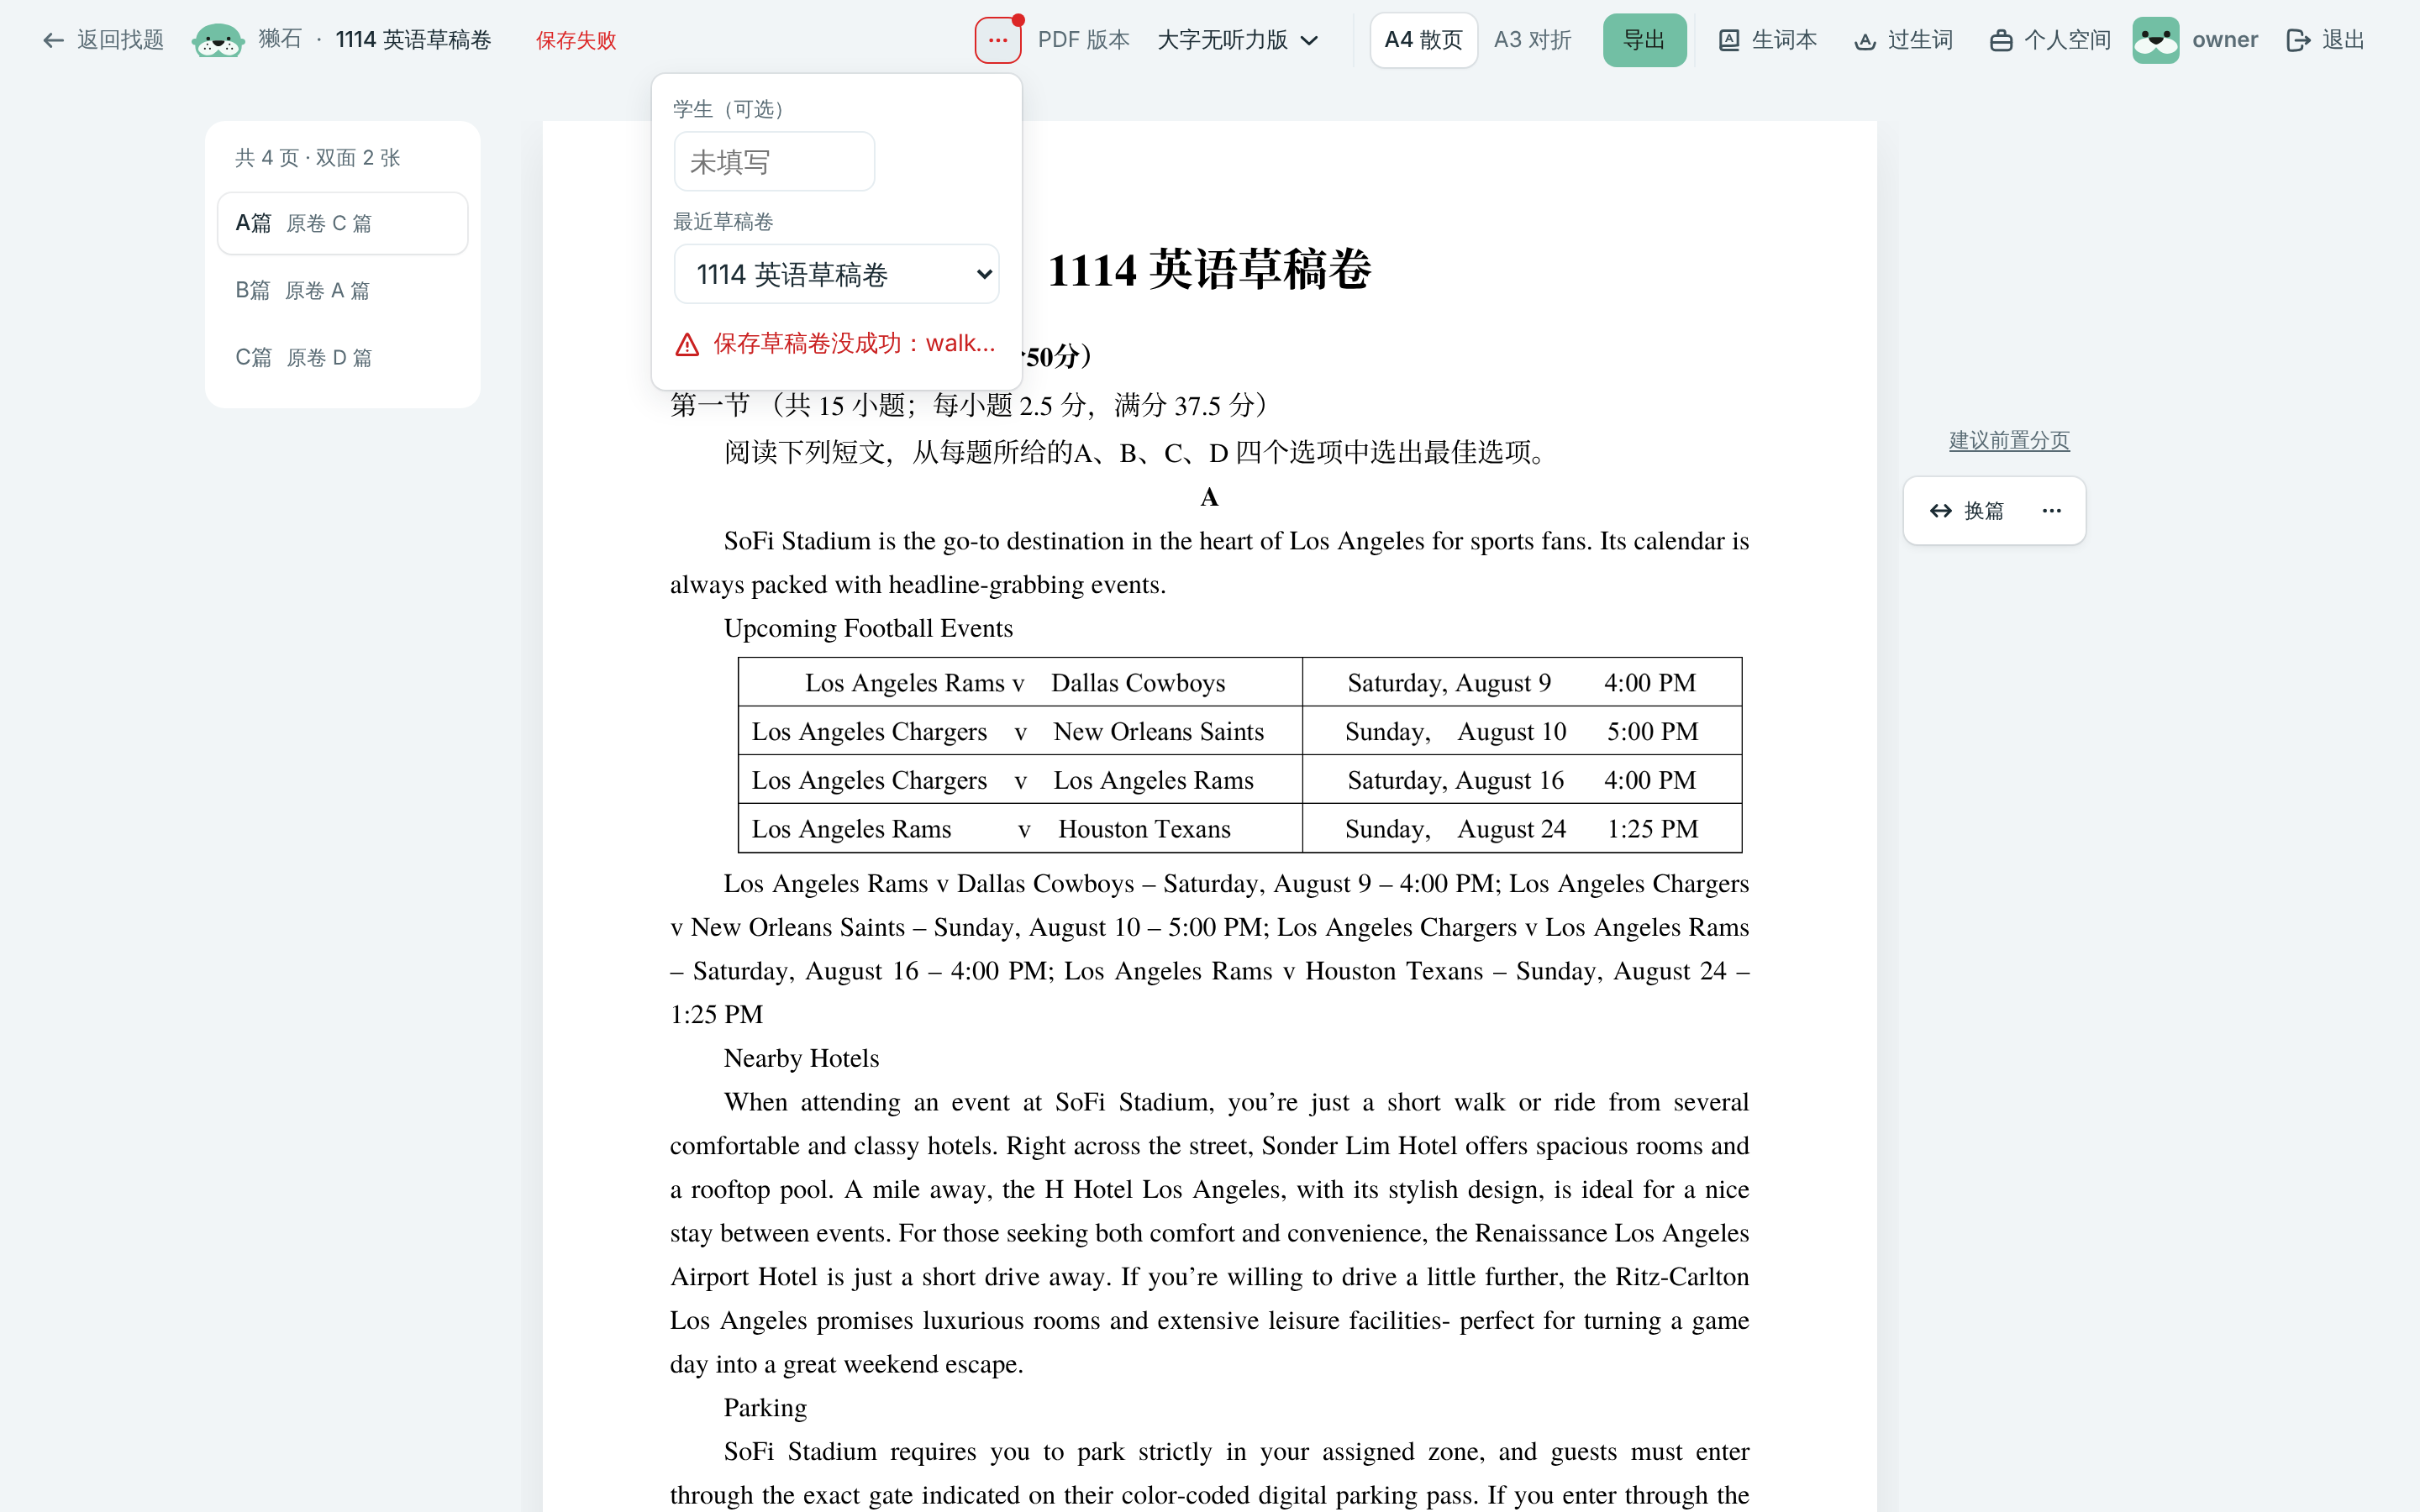 返回找题 獭石 · 1114 英语草稿卷 保存失败 ··· PDF 版本 大字无听力版 A4 散页 A3 对折 导出 生词本 过生词 个人空间 owner 退出
学生（可选）
未填写
最近草稿卷
1114 英语草稿卷
保存草稿卷没成功：walk...
共 4 页 · 双面 2 张
A篇 原卷 C 篇
B篇 原卷 A 篇
C篇 原卷 D 篇
1114 英语草稿卷
50分）
第一节 （共 15 小题；每小题 2.5 分，满分 37.5 分）
阅读下列短文，从每题所给的A、B、C、D 四个选项中选出最佳选项。
A
SoFi Stadium is the go-to destination in the heart of Los Angeles for sports fans. Its calendar is
always packed with headline-grabbing events.
Upcoming Football Events
Los Angeles Rams v Dallas Cowboys Saturday, August 9 4:00 PM
Los Angeles Chargers v New Orleans Saints Sunday, August 10 5:00 PM
Los Angeles Chargers v Los Angeles Rams Saturday, August 16 4:00 PM
Los Angeles Rams v Houston Texans Sunday, August 24 1:25 PM
Los Angeles Rams v Dallas Cowboys – Saturday, August 9 – 4:00 PM; Los Angeles Chargers
v New Orleans Saints – Sunday, August 10 – 5:00 PM; Los Angeles Chargers v Los Angeles Rams
– Saturday, August 16 – 4:00 PM; Los Angeles Rams v Houston Texans – Sunday, August 24 –
1:25 PM
Nearby Hotels
When attending an event at SoFi Stadium, you’re just a short walk or ride from several
comfortable and classy hotels. Right across the street, Sonder Lim Hotel offers spacious rooms and
a rooftop pool. A mile away, the H Hotel Los Angeles, with its stylish design, is ideal for a nice
stay between events. For those seeking both comfort and convenience, the Renaissance Los Angeles
Airport Hotel is just a short drive away. If you’re willing to drive a little further, the Ritz-Carlton
Los Angeles promises luxurious rooms and extensive leisure facilities- perfect for turning a game
day into a great weekend escape.
Parking
SoFi Stadium requires you to park strictly in your assigned zone, and guests must enter
through the exact gate indicated on their color-coded digital parking pass. If you enter through the
建议前置分页
换篇 ···